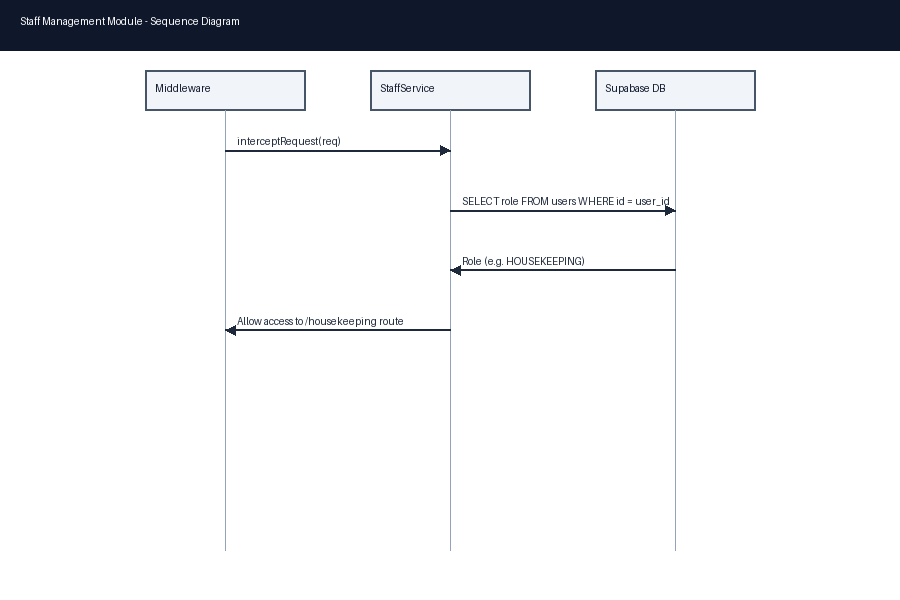 Staff Management Module - Sequence Diagram
Middleware
StaffService
Supabase DB
interceptRequest(req)
SELECT role FROM users WHERE id = user_id
Role (e.g. HOUSEKEEPING)
Allow access to /housekeeping route